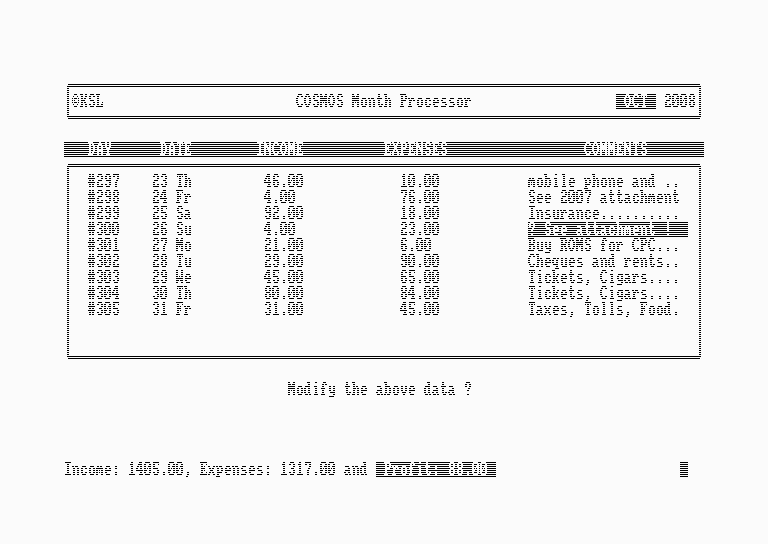 ©KSL COSMOS Month Processor OCT 2008
DAY DATE INCOME EXPENSES COMMENTS
#297 23 Th 46.00 10.00 mobile phone and ..
#298 24 Fr 4.00 76.00 See 2007 attachment
#299 25 Sa 92.00 18.00 Insurance..........
#300 26 Su 4.00 23.00 ? See attachment !
#301 27 Mo 21.00 6.00 Buy ROMS for CPC...
#302 28 Tu 29.00 90.00 Cheques and rents..
#303 29 We 45.00 65.00 Tickets, Cigars....
#304 30 Th 80.00 84.00 Tickets, Cigars....
#305 31 Fr 31.00 45.00 Taxes, Tolls, Food.
Modify the above data ?
Income: 1405.00, Expenses: 1317.00 and Profit: 88.00